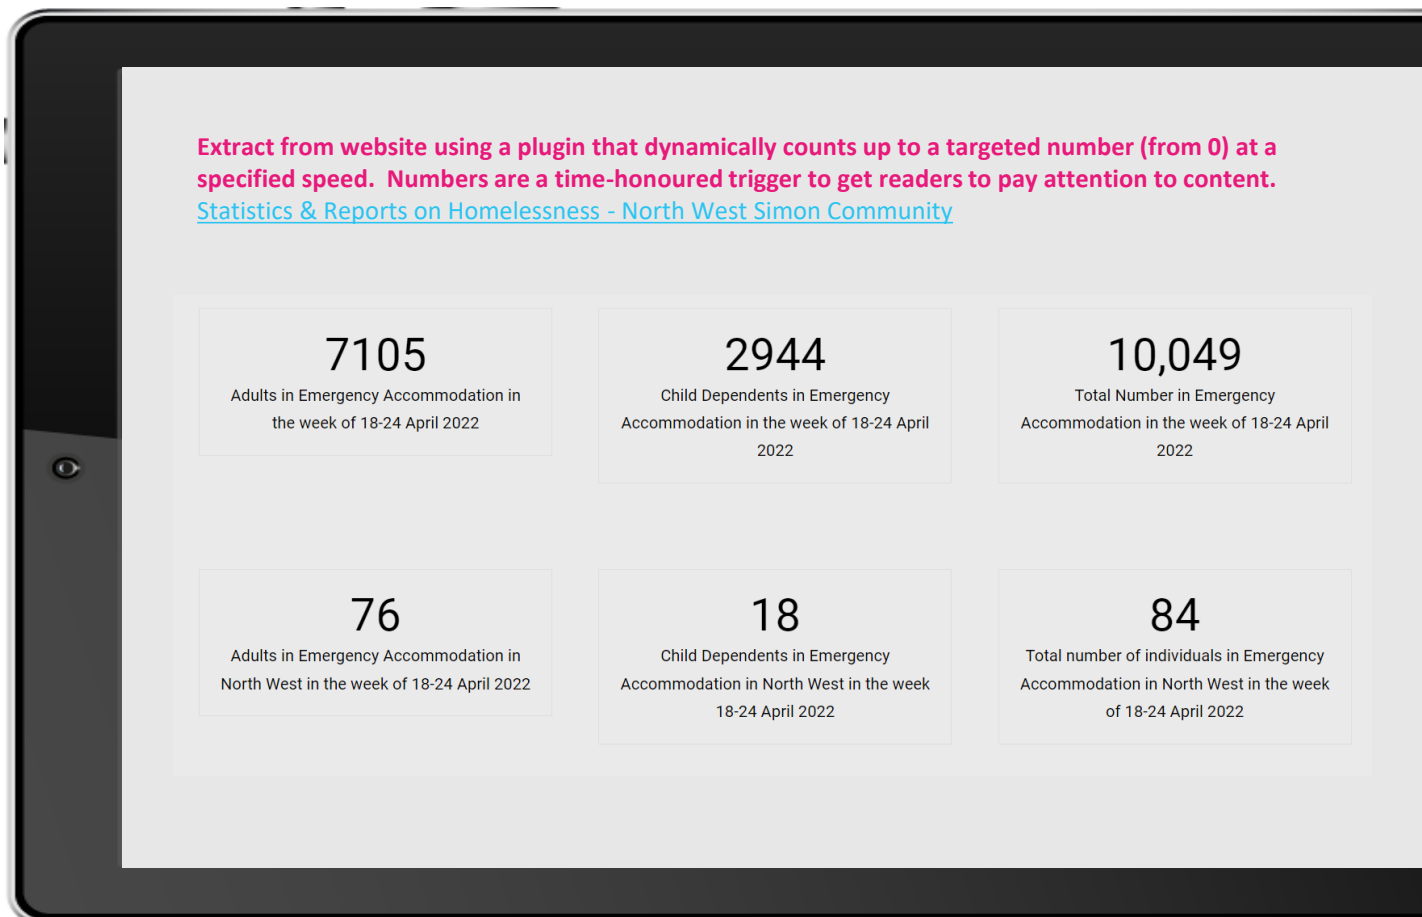 Extract from website using a plugin that dynamically counts up to a targeted number (from 0) at a
specified speed.  Numbers are a time-honoured trigger to get readers to pay attention to content.
Statistics & Reports on Homelessness - North West Simon Community
7105
Adults in Emergency Accommodation in
the week of 18-24 April 2022
2944
Child Dependents in Emergency
Accommodation in the week of 18-24 April
2022
10,049
Total Number in Emergency
Accommodation in the week of 18-24 April
2022
76
Adults in Emergency Accommodation in
North West in the week of 18-24 April 2022
18
Child Dependents in Emergency
Accommodation in North West in the week
18-24 April 2022
84
Total number of individuals in Emergency
Accommodation in North West in the week
of 18-24 April 2022